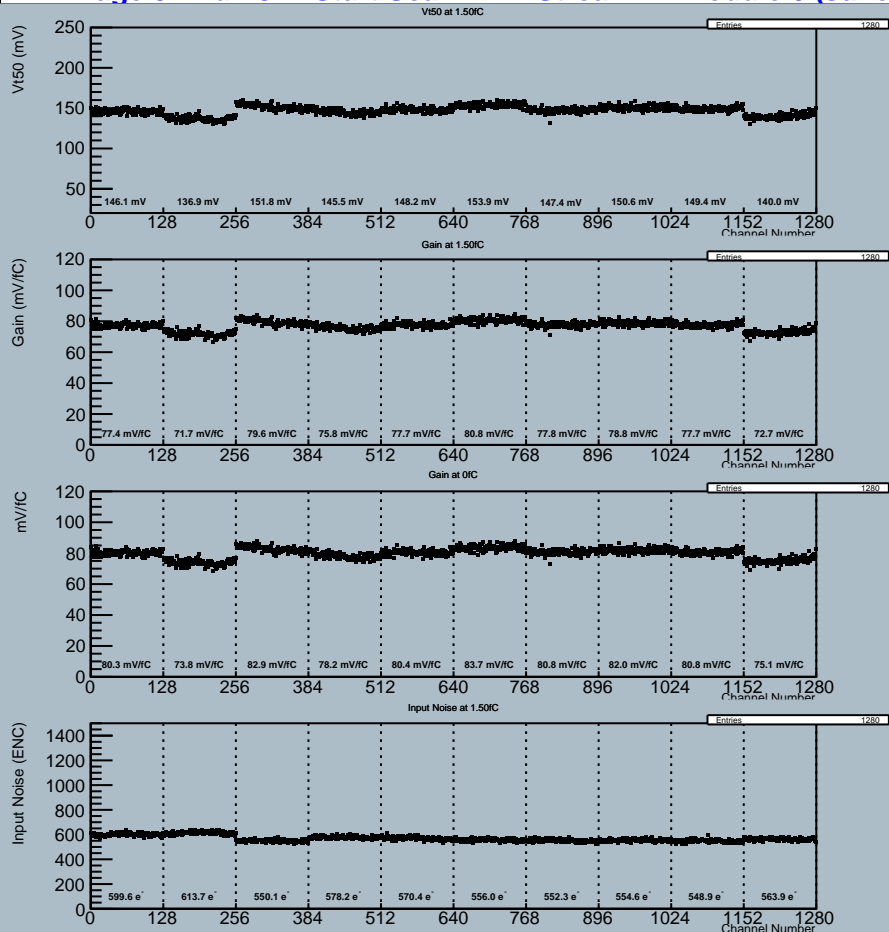 Vt50 at 1.50fC
Entries 1280
Vt50 (mV)
250
200
150
100
50
146.1 mV 136.9 mV 151.8 mV 145.5 mV 148.2 mV 153.9 mV 147.4 mV 150.6 mV 149.4 mV 140.0 mV
0 128 256 384 512 640 768 896 1024 1152 1280
Channel Number
Gain at 1.50fC
Entries 1280
Gain (mV/fC)
120
100
80
60
40
20
0
77.4 mV/fC 71.7 mV/fC 79.6 mV/fC 75.8 mV/fC 77.7 mV/fC 80.8 mV/fC 77.8 mV/fC 78.8 mV/fC 77.7 mV/fC 72.7 mV/fC
0 128 256 384 512 640 768 896 1024 1152 1280
Channel Number
Gain at 0fC
Entries 1280
mV/fC
120
100
80
60
40
20
0
80.3 mV/fC 73.8 mV/fC 82.9 mV/fC 78.2 mV/fC 80.4 mV/fC 83.7 mV/fC 80.8 mV/fC 82.0 mV/fC 80.8 mV/fC 75.1 mV/fC
0 128 256 384 512 640 768 896 1024 1152 1280
Channel Number
Input Noise at 1.50fC
Entries 1280
Input Noise (ENC)
1400
1200
1000
800
600
400
200
0
599.6 e⁻ 613.7 e⁻ 550.1 e⁻ 578.2 e⁻ 570.4 e⁻ 556.0 e⁻ 552.3 e⁻ 554.6 e⁻ 548.9 e⁻ 563.9 e⁻
0 128 256 384 512 640 768 896 1024 1152 1280
Channel Number